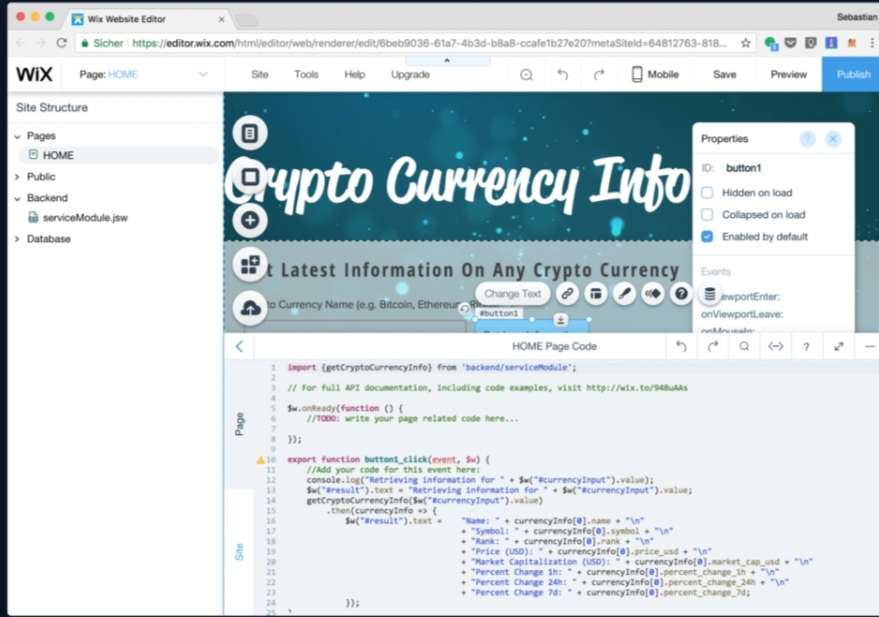 Wix Website Editor
Sebastian
Sicher https://editor.wix.com/html/editor/web/renderer/edit/6beb9036-61a7-4b3d-b8a8-ccafe1b27e20?metaSiteId=64812763-818...
WiX Page: HOME Site Tools Help Upgrade Mobile Save Preview Publish
Site Structure
Pages
HOME
Public
Backend
serviceModule.jsw
Database
Crypto Currency Info
t Latest Information On Any Crypto Currency
to Currency Name (e.g. Bitcoin, Ethereum,
Change Text
#button1
Properties ?
ID: button1
Hidden on load
Collapsed on load
Enabled by default
Events
ewportEnter:
onViewportLeave:
onMouseIn:
HOME Page Code
Page
Site
1 import {getCryptoCurrencyInfo} from 'backend/serviceModule';
2
3 // For full API documentation, including code examples, visit http://wix.to/94BuAAs
4
5 $w.onReady(function () {
6 //TODO: write your page related code here...
7
8 });
9
10 export function button1_click(event, $w) {
11 //Add your code for this event here:
12 console.log("Retrieving information for " + $w("#currencyInput").value);
13 $w("#result").text = "Retrieving information for " + $w("#currencyInput").value;
14 getCryptoCurrencyInfo($w("#currencyInput").value)
15 .then(currencyInfo => {
16 $w("#result").text = "Name: " + currencyInfo[0].name + "\n"
17 + "Symbol: " + currencyInfo[0].symbol + "\n"
18 + "Rank: " + currencyInfo[0].rank + "\n"
19 + "Price (USD): " + currencyInfo[0].price_usd + "\n"
20 + "Market Capitalization (USD): " + currencyInfo[0].market_cap_usd + "\n"
21 + "Percent Change 1h: " + currencyInfo[0].percent_change_1h + "\n"
22 + "Percent Change 24h: " + currencyInfo[0].percent_change_24h + "\n"
23 + "Percent Change 7d: " + currencyInfo[0].percent_change_7d;
24 });
25 }